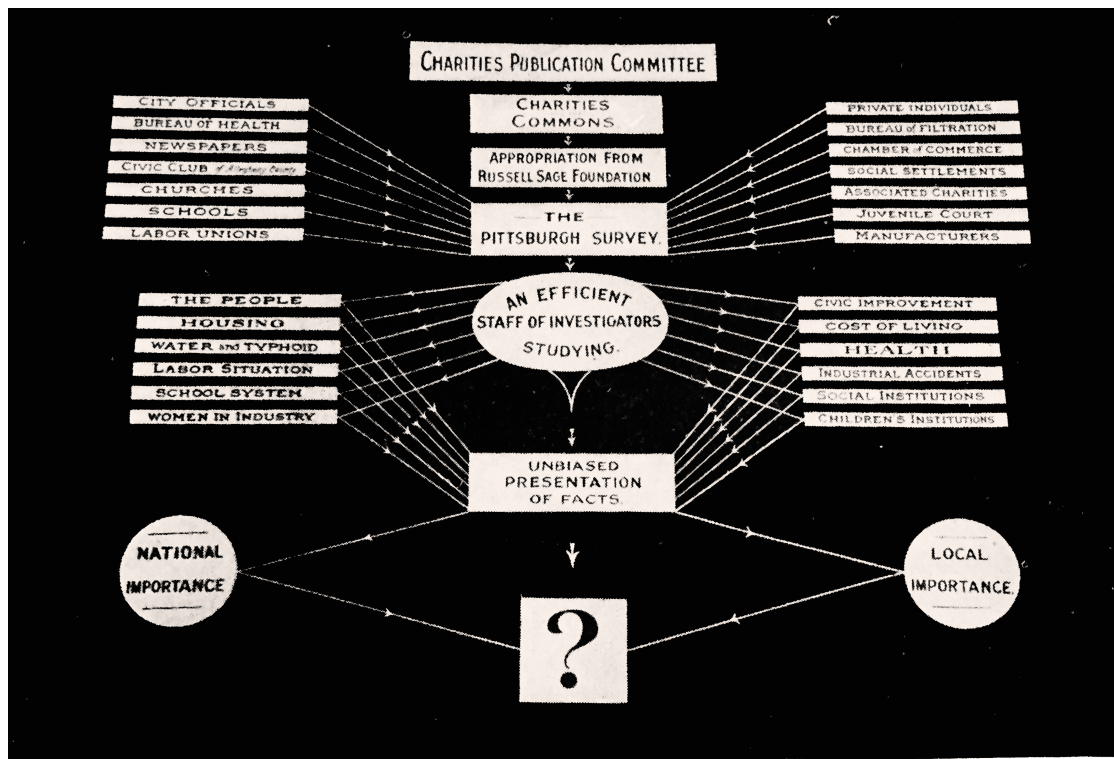 CHARITIES PUBLICATION COMMITTEE
CHARITIES
COMMONS
APPROPRIATION FROM
RUSSELL SAGE FOUNDATION
THE
PITTSBURGH SURVEY.
CITY OFFICIALS
BUREAU OF HEALTH
NEWSPAPERS
CIVIC CLUB of Allegheny County
CHURCHES
SCHOOLS
LABOR UNIONS
PRIVATE INDIVIDUALS
BUREAU of FILTRATION
CHAMBER of COMMERCE
SOCIAL SETTLEMENTS
ASSOCIATED CHARITIES
JUVENILE COURT
MANUFACTURERS
AN EFFICIENT
STAFF OF INVESTIGATORS
STUDYING.
THE PEOPLE
HOUSING
WATER and TYPHOID
LABOR SITUATION
SCHOOL SYSTEM
WOMEN IN INDUSTRY
CIVIC IMPROVEMENT
COST OF LIVING
HEALTH
INDUSTRIAL ACCIDENTS
SOCIAL INSTITUTIONS
CHILDREN'S INSTITUTIONS
UNBIASED
PRESENTATION
OF FACTS.
NATIONAL
IMPORTANCE
LOCAL
IMPORTANCE.
?